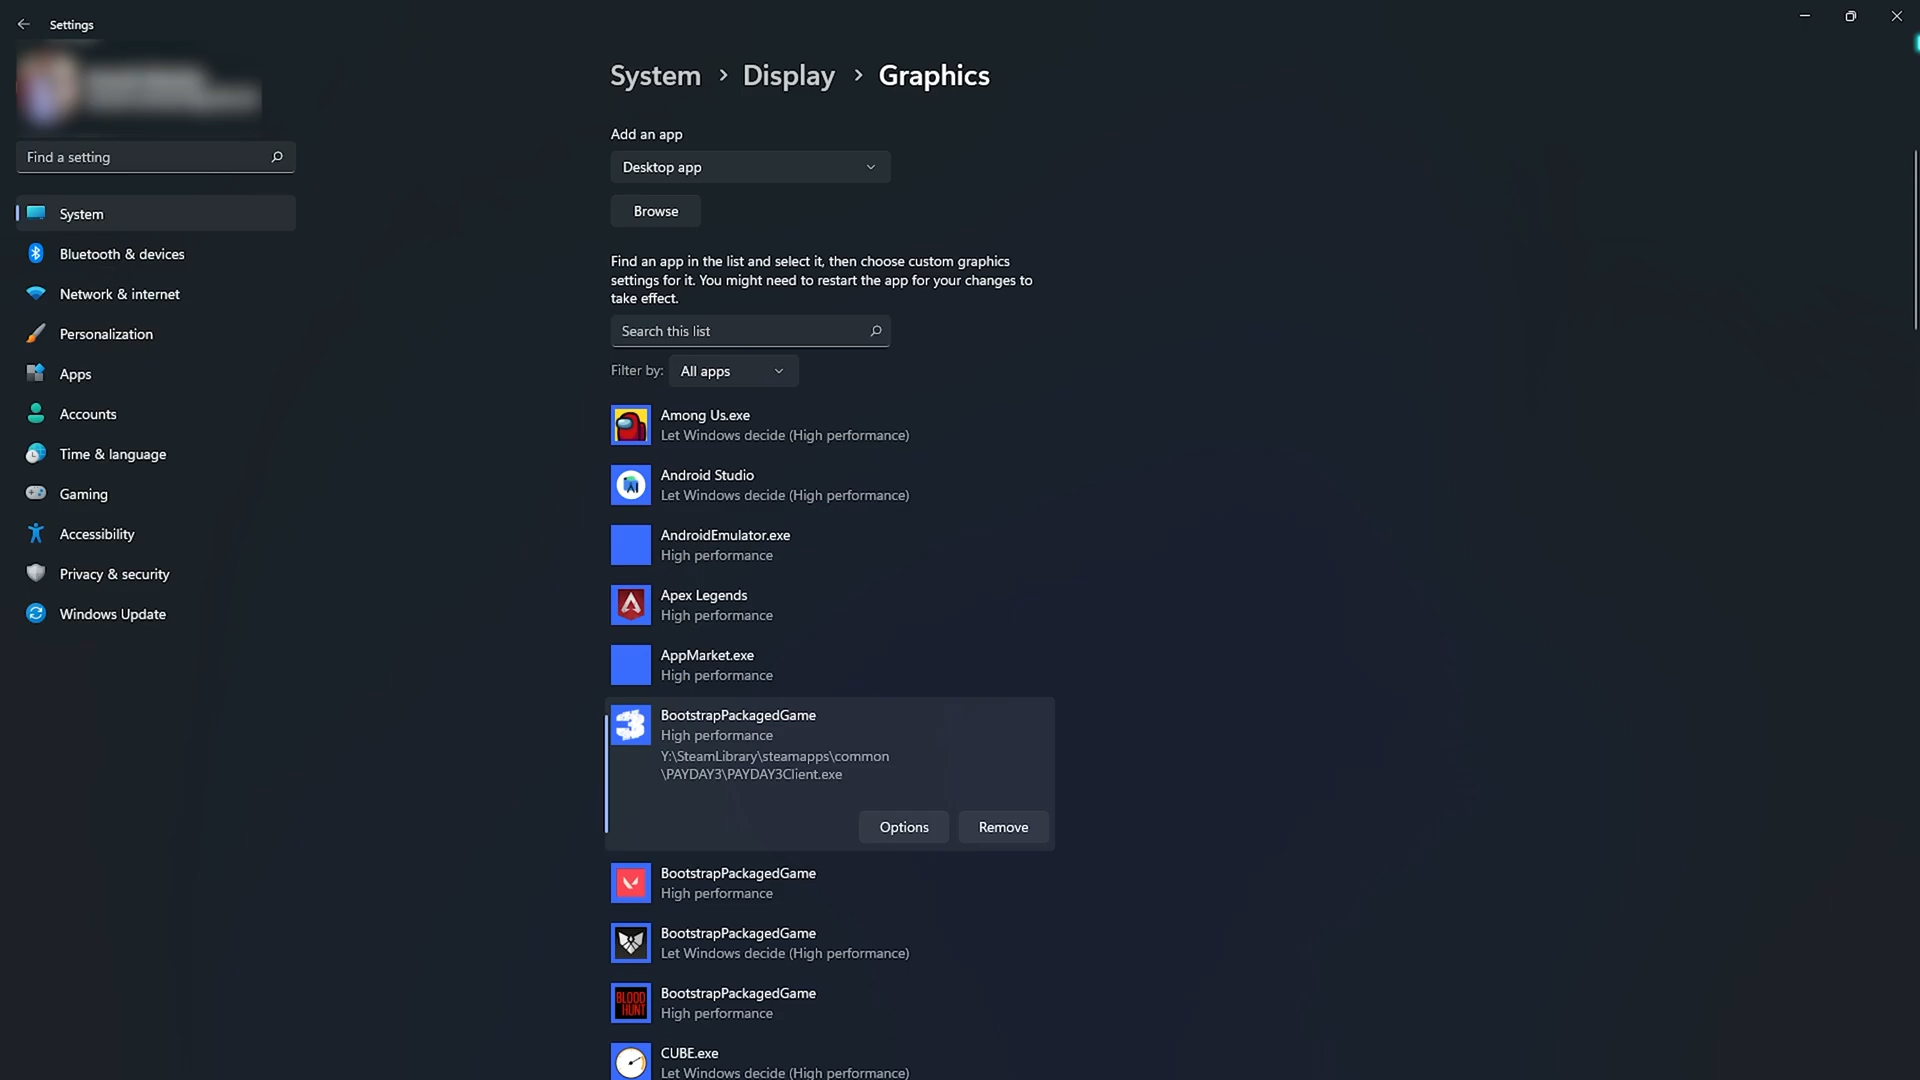 Settings
Find a setting
System
Bluetooth & devices
Network & internet
Personalization
Apps
Accounts
Time & language
Gaming
Accessibility
Privacy & security
Windows Update
System > Display > Graphics
Add an app
Desktop app
Browse
Find an app in the list and select it, then choose custom graphics
settings for it. You might need to restart the app for your changes to
take effect.
Search this list
Filter by: All apps
Among Us.exe
Let Windows decide (High performance)
Android Studio
Let Windows decide (High performance)
AndroidEmulator.exe
High performance
Apex Legends
High performance
AppMarket.exe
High performance
BootstrapPackagedGame
High performance
Y:\SteamLibrary\steamapps\common
\PAYDAY3\PAYDAY3Client.exe
Options Remove
BootstrapPackagedGame
High performance
BootstrapPackagedGame
Let Windows decide (High performance)
BLOOD
HUNT
BootstrapPackagedGame
High performance
CUBE.exe
Let Windows decide (High performance)